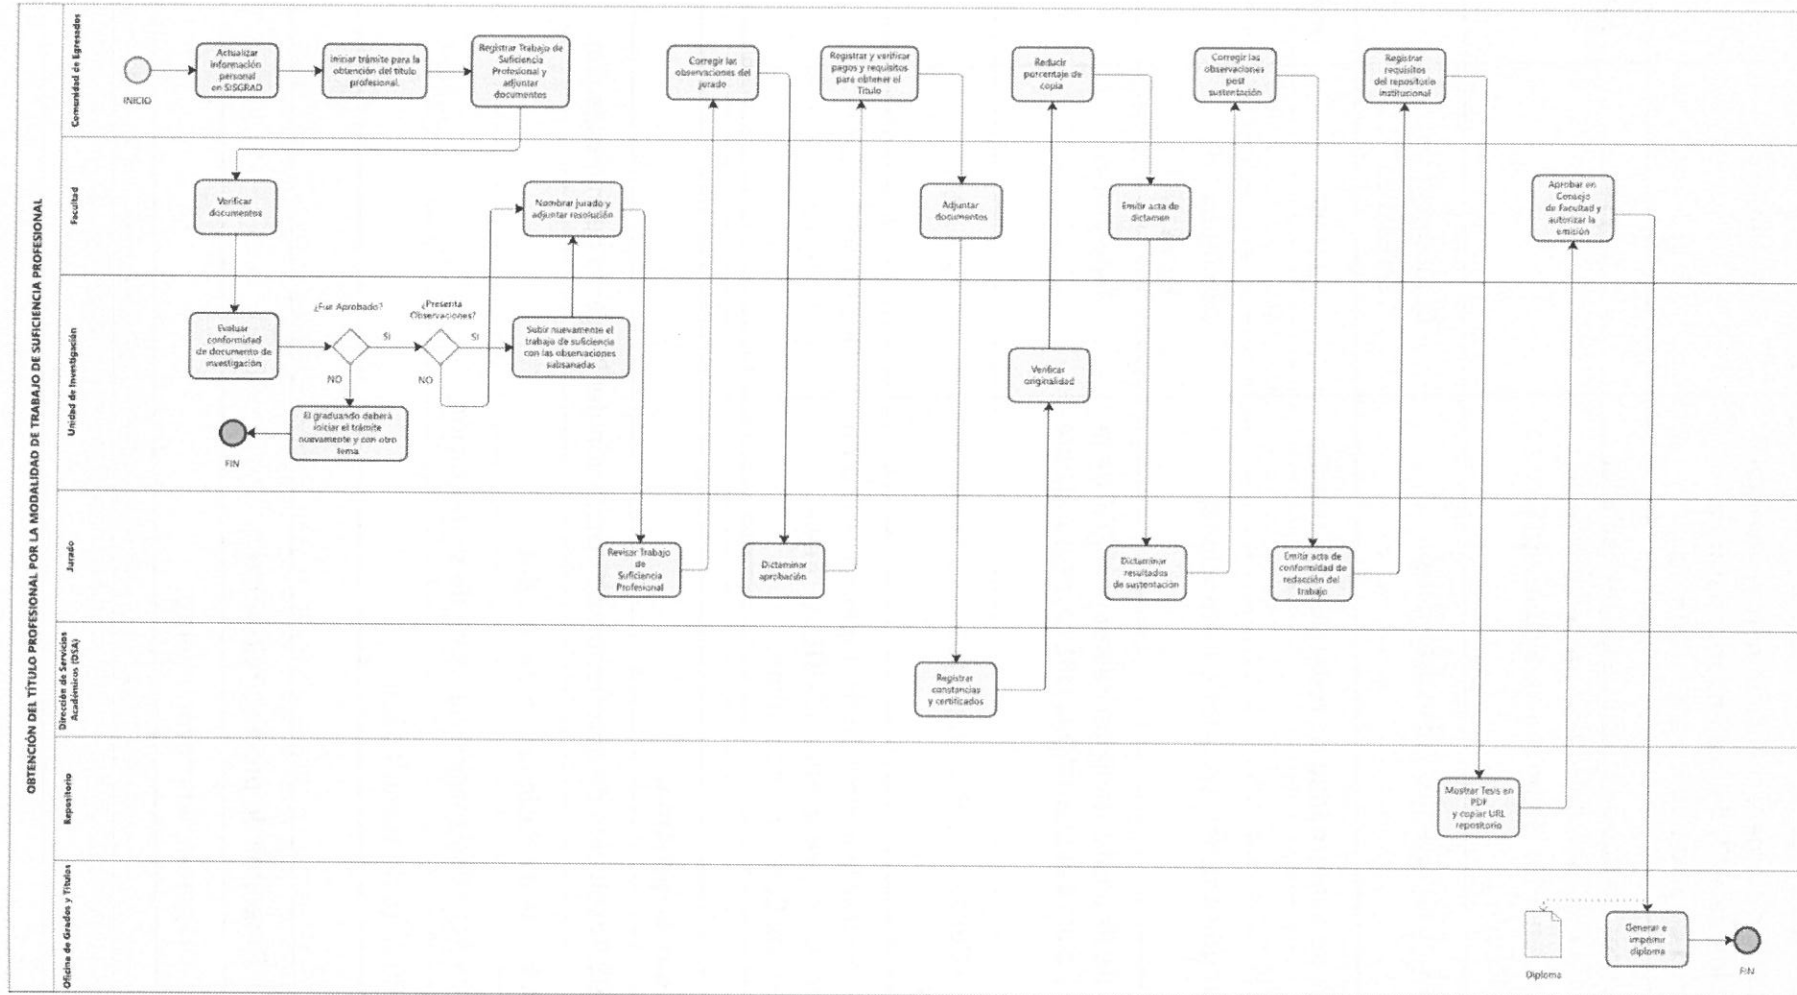 OBTENCIÓN DEL TÍTULO PROFESIONAL POR LA MODALIDAD DE TRABAJO DE SUFICIENCIA PROFESIONAL
Comunidad de Egresados
INICIO
Actualizar
información
personal
en SISGRAD
Iniciar trámite para la
obtención del título
profesional.
Registrar Trabajo de
Suficiencia
Profesional y
adjuntar
documentos
Corregir las
observaciones del
jurado
Registrar y verificar
pagos y requisitos
para obtener el
Título
Reducir
porcentaje de
copia
Corregir las
observaciones
post
sustentación
Registrar
requisitos
del repositorio
institucional
Facultad
Verificar
documentos
Nombrar jurado y
adjuntar resolución
Adjuntar
documentos
Emitir acta de
dictamen
Aprobar en
Consejo
de Facultad y
autorizar la
emisión
Unidad de Investigación
Evaluar
conformidad
de documento de
investigación
¿Fue Aprobado?
SI
NO
¿Presenta
Observaciones?
SI
NO
Subir nuevamente el
trabajo de suficiencia
con las observaciones
subsanadas
El graduando deberá
iniciar el trámite
nuevamente y con otro
tema
FIN
Verificar
originalidad
Jurado
Revisar Trabajo
de
Suficiencia
Profesional
Dictaminar
aprobación
Dictaminar
resultados
de sustentación
Emitir acta de
conformidad de
redacción del
trabajo
Dirección de Servicios
Académicos (DSA)
Registrar
constancias
y certificados
Repositorio
Mostrar Tesis en
PDF
y copiar URL
repositorio
Oficina de Grados y Títulos
Diploma
Generar e
imprimir
diploma
FIN